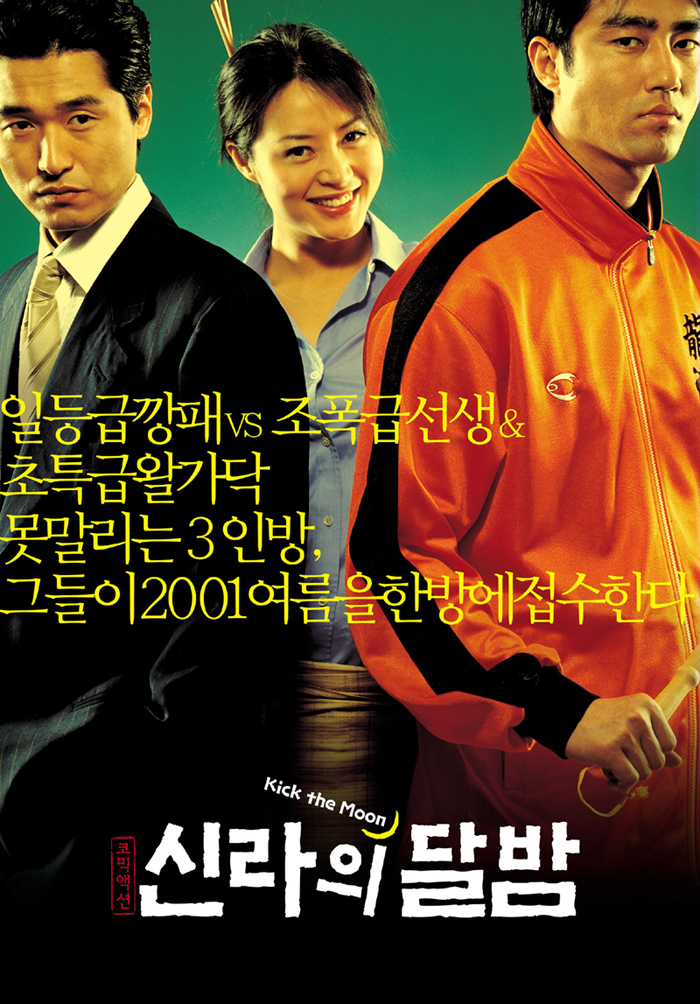 龍
일등급깡패vs 조폭급선생&
초특급왈가닥
못말리는 3 인방,
그들이2001여름을한방에접수한다
Kick the Moon
코믹액션
신라의달밤